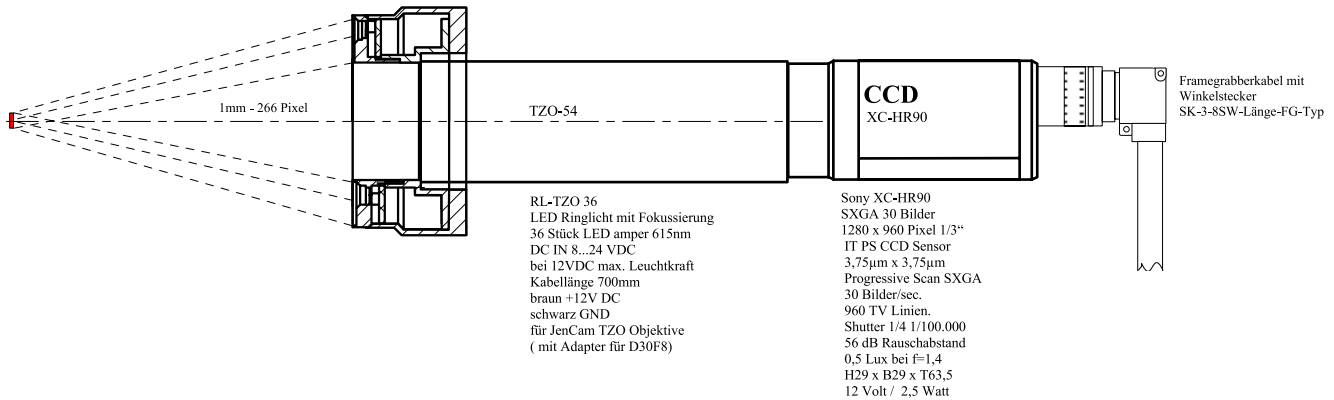 1mm - 266 Pixel
TZO-54
CCD
XC-HR90
Framegrabberkabel mit
Winkelstecker
SK-3-8SW-Länge-FG-Typ
RL-TZO 36
LED Ringlicht mit Fokussierung
36 Stück LED amper 615nm
DC IN 8...24 VDC
bei 12VDC max. Leuchtkraft
Kabellänge 700mm
braun +12V DC
schwarz GND
für JenCam TZO Objektive
( mit Adapter für D30F8)
Sony XC-HR90
SXGA 30 Bilder
1280 x 960 Pixel 1/3“
IT PS CCD Sensor
3,75µm x 3,75µm
Progressive Scan SXGA
30 Bilder/sec.
960 TV Linien.
Shutter 1/4 1/100.000
56 dB Rauschabstand
0,5 Lux bei f=1,4
H29 x B29 x T63,5
12 Volt / 2,5 Watt